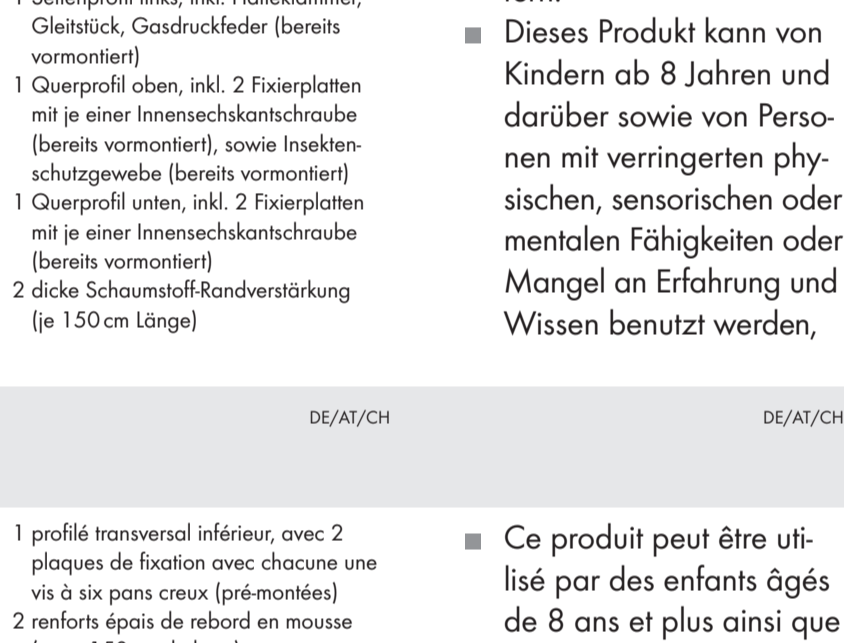 Gleitstück, Gasdruckfeder (bereits
vormontiert)
1 Querprofil oben, inkl. 2 Fixierplatten
mit je einer Innensechskantschraube
(bereits vormontiert), sowie Insekten-
schutzgewebe (bereits vormontiert)
1 Querprofil unten, inkl. 2 Fixierplatten
mit je einer Innensechskantschraube
(bereits vormontiert)
2 dicke Schaumstoff-Randverstärkung
(je 150 cm Länge)
DE/AT/CH
■ Dieses Produkt kann von
Kindern ab 8 Jahren und
darüber sowie von Perso-
nen mit verringerten phy-
sischen, sensorischen oder
mentalen Fähigkeiten oder
Mangel an Erfahrung und
Wissen benutzt werden,
DE/AT/CH
1 profilé transversal inférieur, avec 2
plaques de fixation avec chacune une
vis à six pans creux (pré-montées)
2 renforts épais de rebord en mousse
■ Ce produit peut être uti-
lisé par des enfants âgés
de 8 ans et plus ainsi que